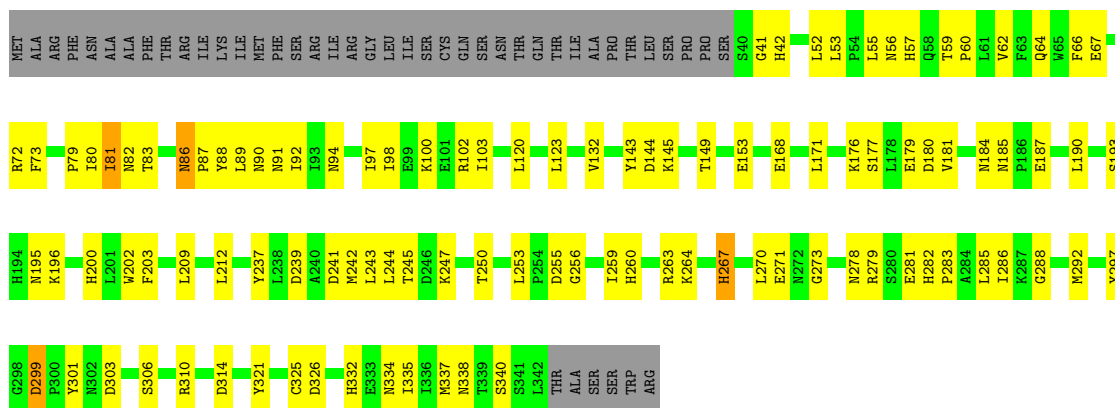 MET ALA ARG PHE ASN ALA ALA PHE THR ARG ILE LYS ILE MET PHE SER ARG ILE ARG GLY LEU ILE SER CYS GLN SER ASN THR GLN THR ILE ALA PRO THR LEU SER PRO PRO SER S40 G41 H42 L52 L53 P54 L55 N56 H57 Q58 T59 P60 L61 V62 F63 Q64 W65 F66 E67
R72 F73 P79 I80 I81 N82 T83 N86 P87 Y88 L89 N90 N91 I92 I93 N94 I97 I98 E99 K100 E101 R102 I103 L120 L123 V132 Y143 D144 K145 T149 E153 E168 L171 K176 S177 L178 E179 D180 V181 N184 N185 P186 E187 L190 S193
H194 N195 K196 H200 L201 W202 F203 L209 L212 Y237 L238 D239 A240 D241 M242 L243 L244 T245 D246 K247 T250 L253 P254 D255 G256 I259 H260 R263 K264 H267 L270 E271 N272 G273 N278 R279 S280 E281 H282 P283 A284 L285 I286 K287 G288 M292 Y297
G298 D299 P300 Y301 N302 D303 S306 R310 D314 Y321 C325 D326 H332 E333 N334 I335 I336 M337 N338 T339 S340 S341 L342 THR ALA SER SER TRP ARG